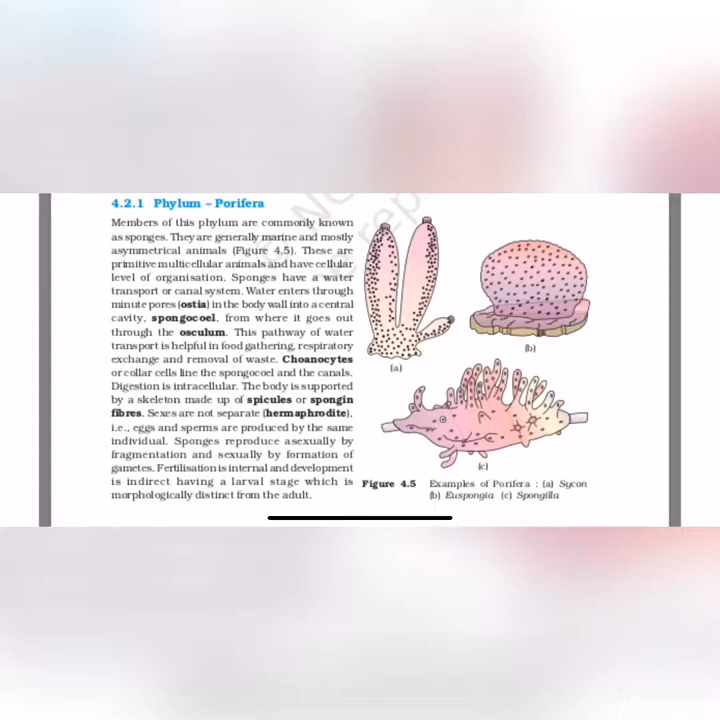 4.2.1 Phylum – Porifera
Members of this phylum are commonly known
as sponges. They are generally marine and mostly
asymmetrical animals (Figure 4.5). These are
primitive multicellular animals and have cellular
level of organisation. Sponges have a water
transport or canal system. Water enters through
minute pores (ostia) in the body wall into a central
cavity, spongocoel, from where it goes out
through the osculum. This pathway of water
transport is helpful in food gathering, respiratory
exchange and removal of waste. Choanocytes
or collar cells line the spongocoel and the canals.
Digestion is intracellular. The body is supported
by a skeleton made up of spicules or spongin
fibres. Sexes are not separate (hermaphrodite),
i.e., eggs and sperms are produced by the same
individual. Sponges reproduce asexually by
fragmentation and sexually by formation of
gametes. Fertilisation is internal and development
is indirect having a larval stage which is
morphologically distinct from the adult.
(a)
(b)
(c)
Figure 4.5 Examples of Porifera : (a) Sycon
(b) Euspongia (c) Spongilla